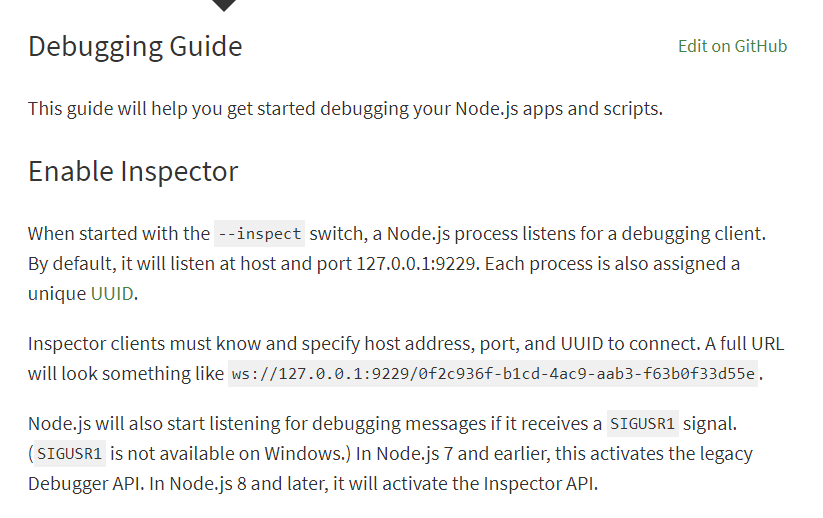 Debugging Guide
Edit on GitHub
This guide will help you get started debugging your Node.js apps and scripts.
Enable Inspector
When started with the --inspect switch, a Node.js process listens for a debugging client.
By default, it will listen at host and port 127.0.0.1:9229. Each process is also assigned a
unique UUID.
Inspector clients must know and specify host address, port, and UUID to connect. A full URL
will look something like ws://127.0.0.1:9229/0f2c936f-b1cd-4ac9-aab3-f63b0f33d55e.
Node.js will also start listening for debugging messages if it receives a SIGUSR1 signal.
(SIGUSR1 is not available on Windows.) In Node.js 7 and earlier, this activates the legacy
Debugger API. In Node.js 8 and later, it will activate the Inspector API.